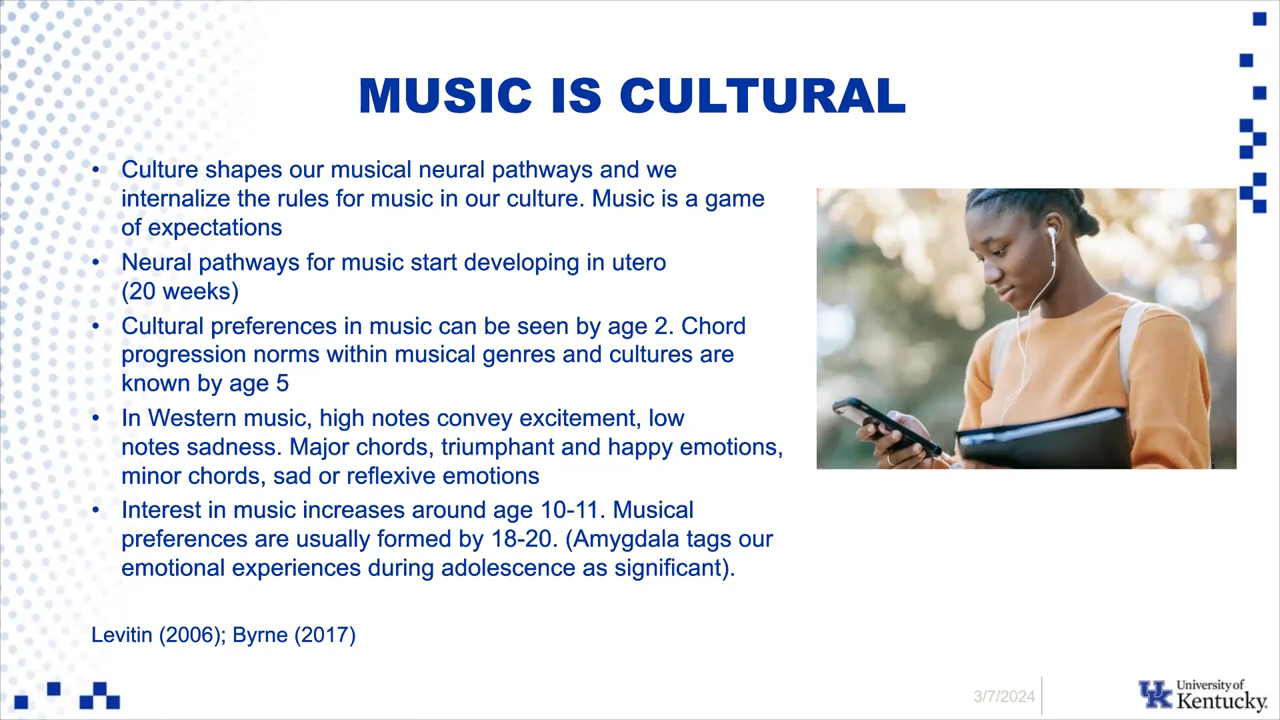 MUSIC IS CULTURAL
• Culture shapes our musical neural pathways and we
internalize the rules for music in our culture. Music is a game
of expectations
• Neural pathways for music start developing in utero
(20 weeks)
• Cultural preferences in music can be seen by age 2. Chord
progression norms within musical genres and cultures are
known by age 5
• In Western music, high notes convey excitement, low
notes sadness. Major chords, triumphant and happy emotions,
minor chords, sad or reflexive emotions
• Interest in music increases around age 10-11. Musical
preferences are usually formed by 18-20. (Amygdala tags our
emotional experiences during adolescence as significant).
Levitin (2006); Byrne (2017)
3/7/2024
UK
University of
Kentucky.